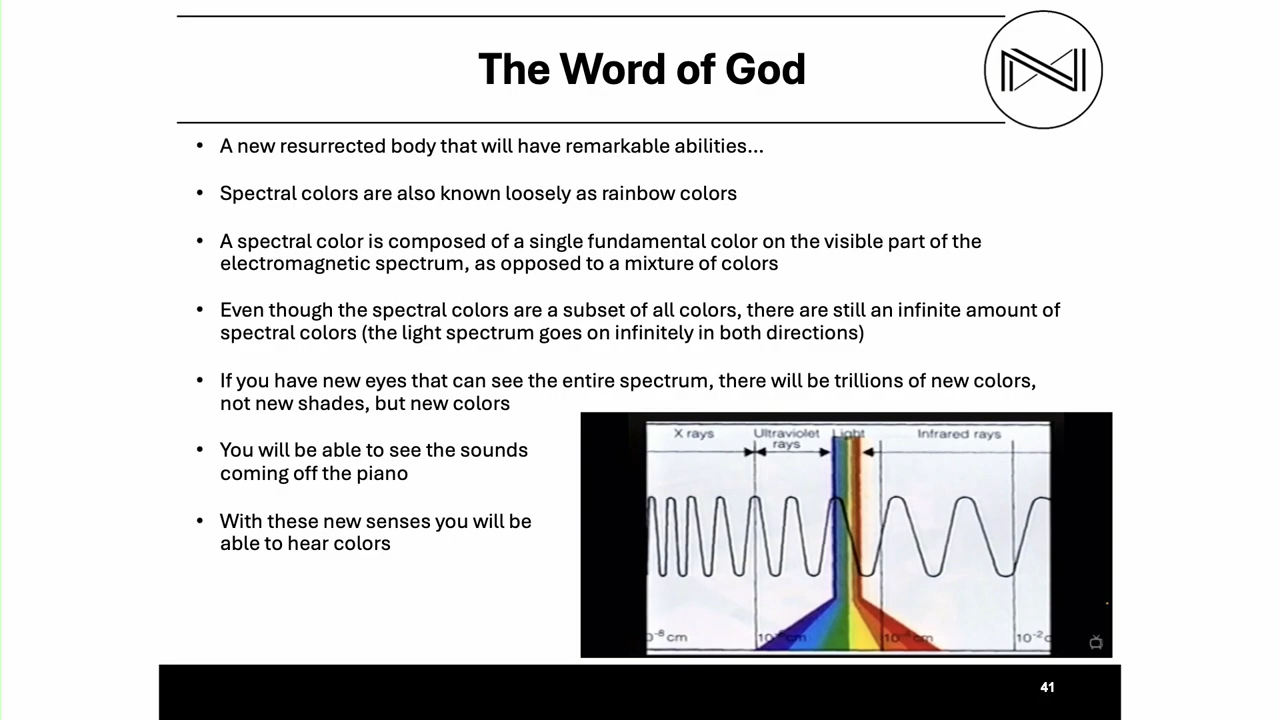 The Word of God
• A new resurrected body that will have remarkable abilities...
• Spectral colors are also known loosely as rainbow colors
• A spectral color is composed of a single fundamental color on the visible part of the
electromagnetic spectrum, as opposed to a mixture of colors
• Even though the spectral colors are a subset of all colors, there are still an infinite amount of
spectral colors (the light spectrum goes on infinitely in both directions)
• If you have new eyes that can see the entire spectrum, there will be trillions of new colors,
not new shades, but new colors
• You will be able to see the sounds
coming off the piano
• With these new senses you will be
able to hear colors
X rays
Ultraviolet
rays
Light
Infrared rays
cm
10
cm
10
cm
10⁻²
41